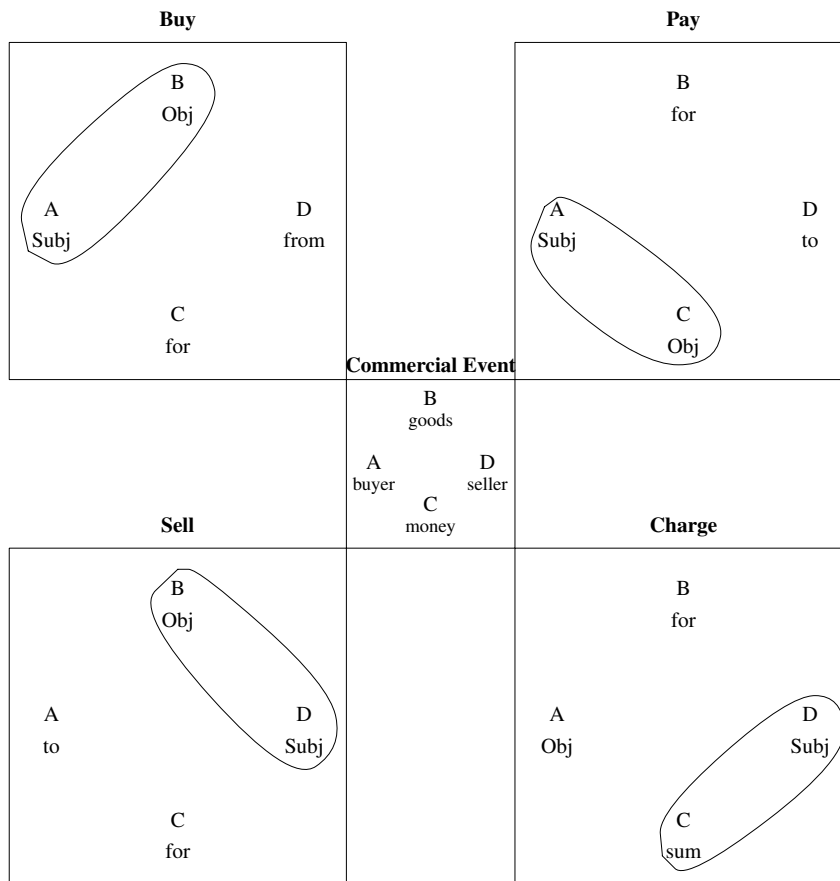 Buy
B
Obj
A
Subj
D
from
C
for
Pay
B
for
A
Subj
D
to
C
Obj
Commercial Event
B
goods
A
buyer
D
seller
C
money
Sell
B
Obj
A
to
D
Subj
C
for
Charge
B
for
A
Obj
D
Subj
C
sum